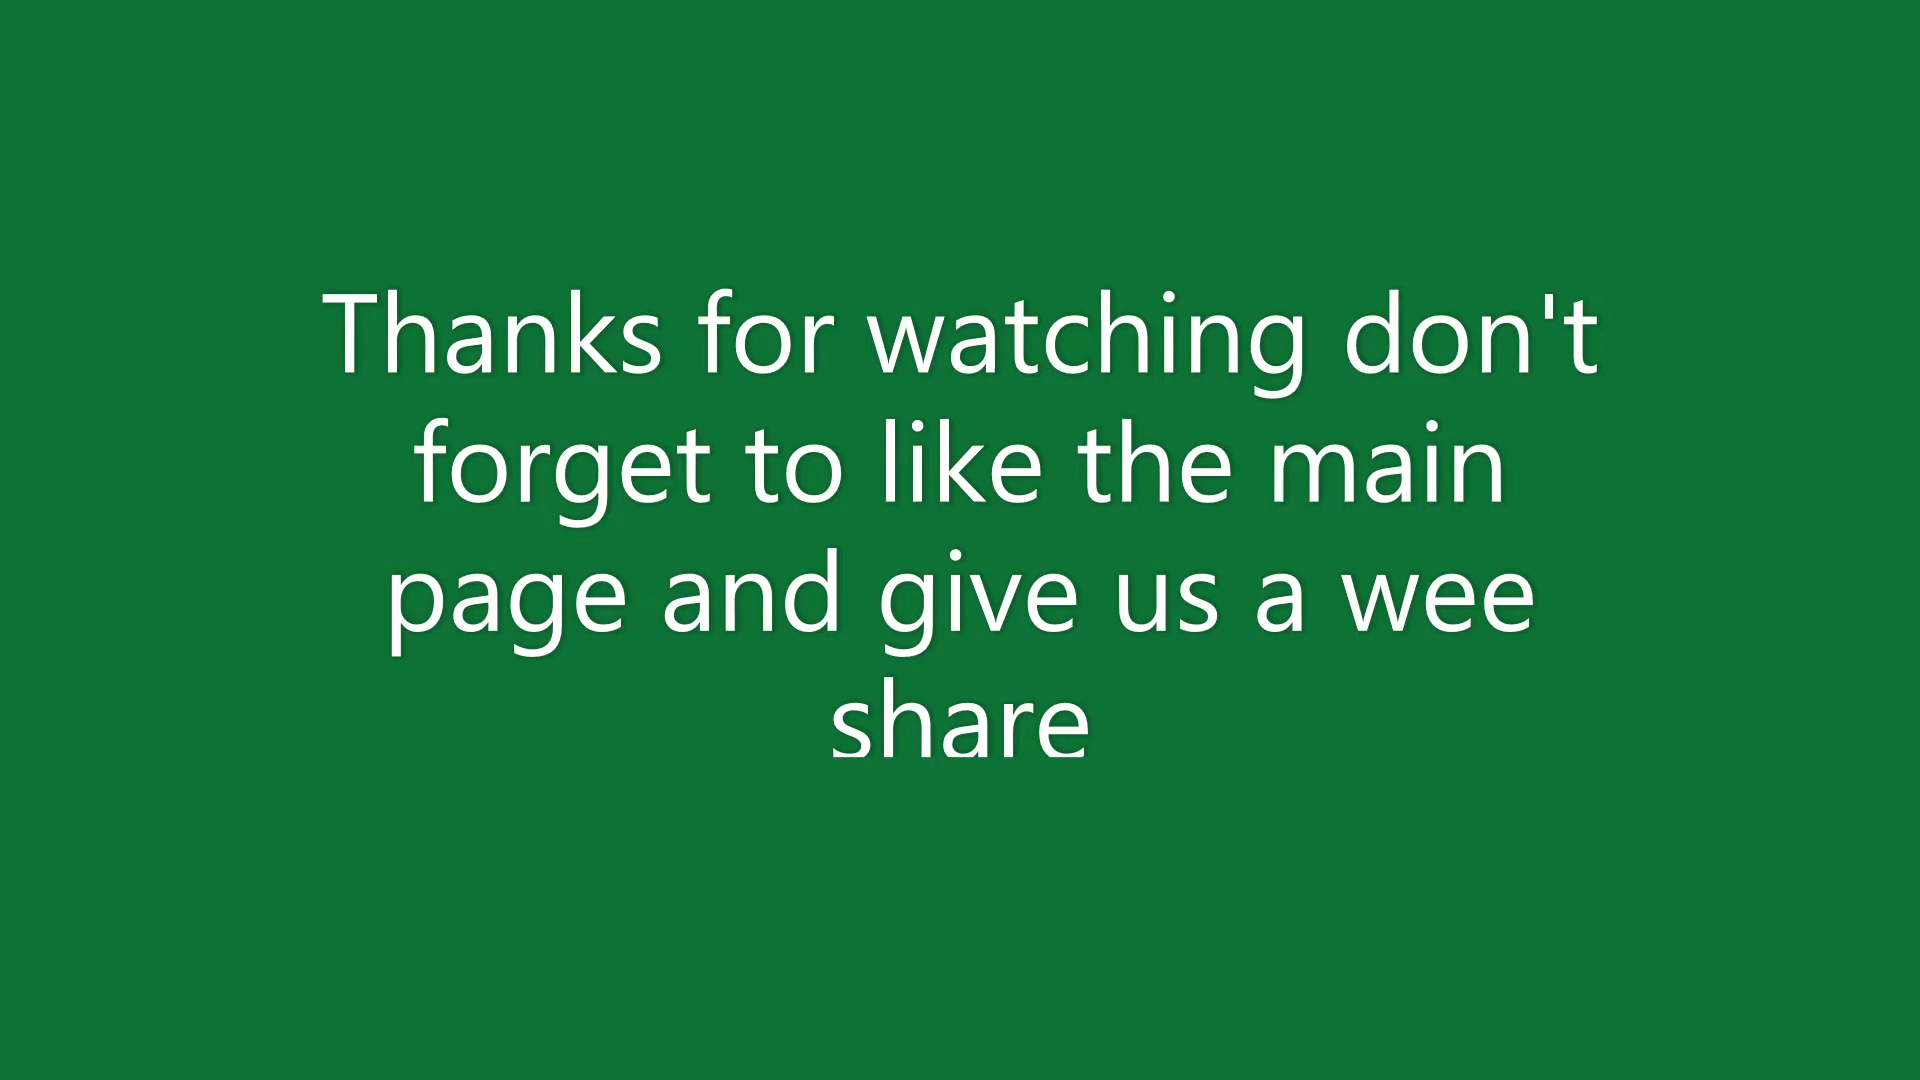 Thanks for watching don't
forget to like the main
page and give us a wee
share